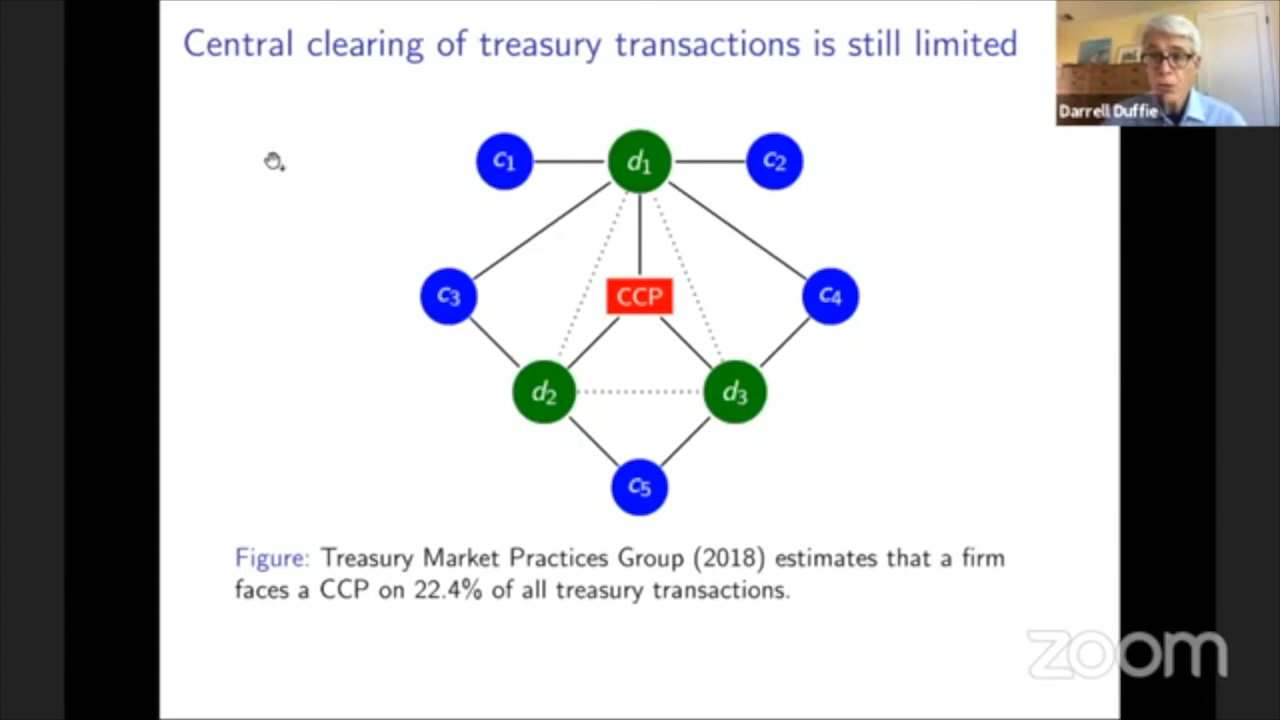 Central clearing of treasury transactions is still limited
Darrell Duffie
c1
d1
c2
c3
CCP
c4
d2
d3
c5
Figure: Treasury Market Practices Group (2018) estimates that a firm
faces a CCP on 22.4% of all treasury transactions.
zoom